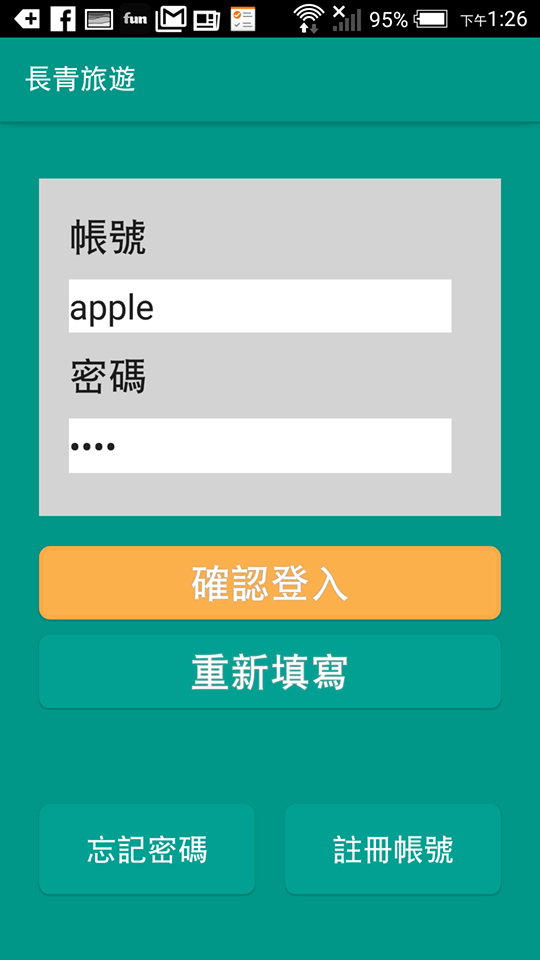 fun
95%
下午1:26
長青旅遊
帳號
apple
密碼
••••
確認登入
重新填寫
忘記密碼
註冊帳號